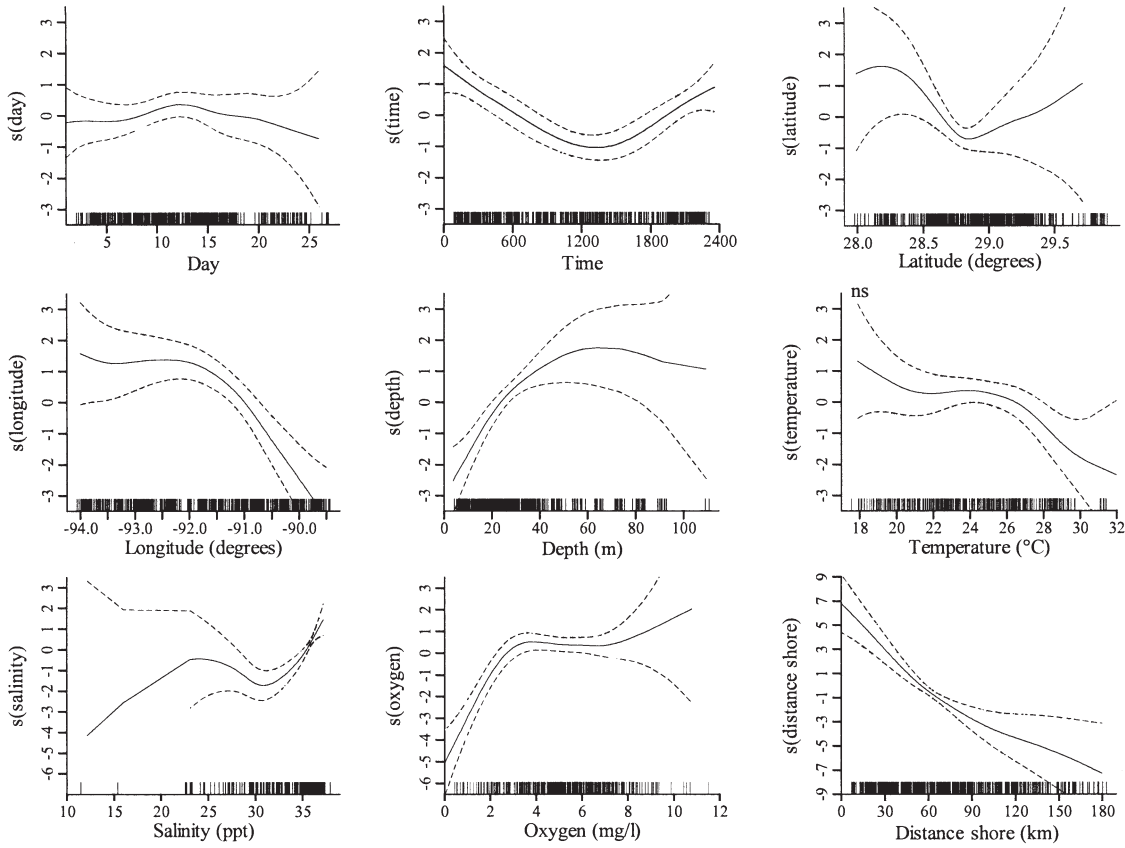 s(day)
3
2
1
0
-1
-2
-3
5 10 15 20 25
Day
s(time)
3
2
1
0
-1
-2
-3
0 600 1200 1800 2400
Time
s(latitude)
3
2
1
0
-1
-2
-3
28.0 28.5 29.0 29.5
Latitude (degrees)
s(longitude)
3
2
1
0
-1
-2
-3
-94.0 -93.0 -92.0 -91.0 -90.0
Longitude (degrees)
s(depth)
3
2
1
0
-1
-2
-3
0 20 40 60 80 100
Depth (m)
ns
s(temperature)
3
2
1
0
-1
-2
-3
18 20 22 24 26 28 30 32
Temperature (°C)
s(salinity)
3
2
1
0
-1
-2
-3
-4
-5
-6
10 15 20 25 30 35
Salinity (ppt)
s(oxygen)
3
2
1
0
-1
-2
-3
-4
-5
-6
0 2 4 6 8 10 12
Oxygen (mg/l)
s(distance shore)
9
7
5
3
1
-1
-3
-5
-7
-9
0 30 60 90 120 150 180
Distance shore (km)